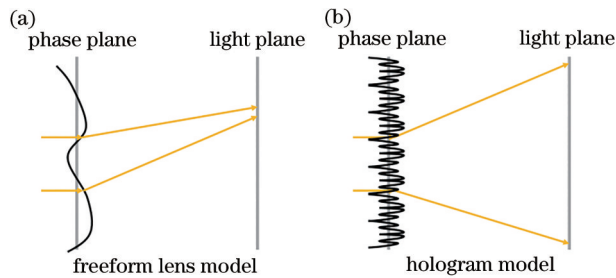 (a)
phase plane
light plane
freeform lens model
(b)
phase plane
light plane
hologram model